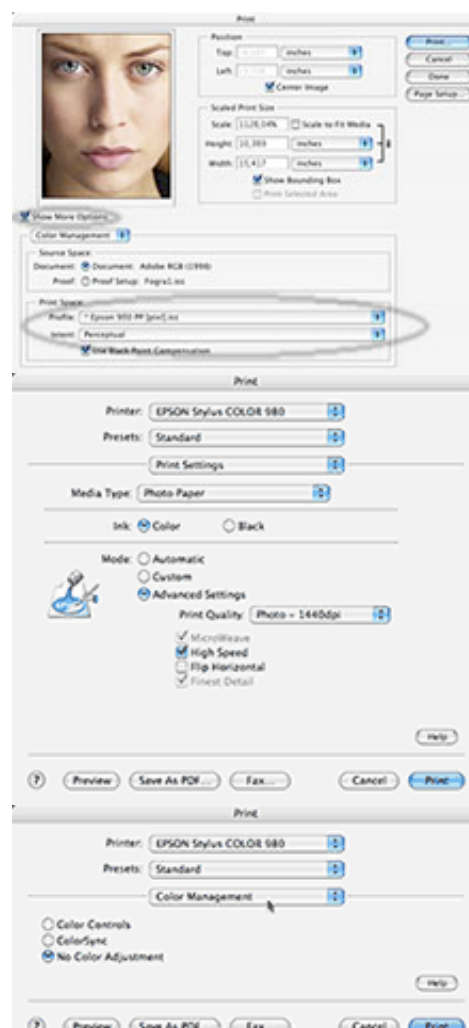 Print
Position
Top: inches
Left: inches
Center Image
Print...
Cancel
Done
Page Setup...
Scaled Print Size
Scale: Scale to Fit Media
Height: inches
Width: inches
Show Bounding Box
Print Selected Area
Show More Options
Color Management
Source Space:
Document: Document: Adobe RGB (1998)
Proof: Proof Setup:
Print Space:
Profile:
Intent: Perceptual
Use Black Point Compensation
Print
Printer: EPSON Stylus COLOR 980
Presets: Standard
Print Settings
Media Type: Photo Paper
Ink: Color Black
Mode: Automatic
Custom
Advanced Settings
Print Quality: Photo - 1440dpi
MicroWeave
High Speed
Flip Horizontal
Finest Detail
Help
? Preview Save As PDF... Fax... Cancel Print
Print
Printer: EPSON Stylus COLOR 980
Presets: Standard
Color Management
Color Controls
ColorSync
No Color Adjustment
Help
? Preview Save As PDF... Fax... Cancel Print